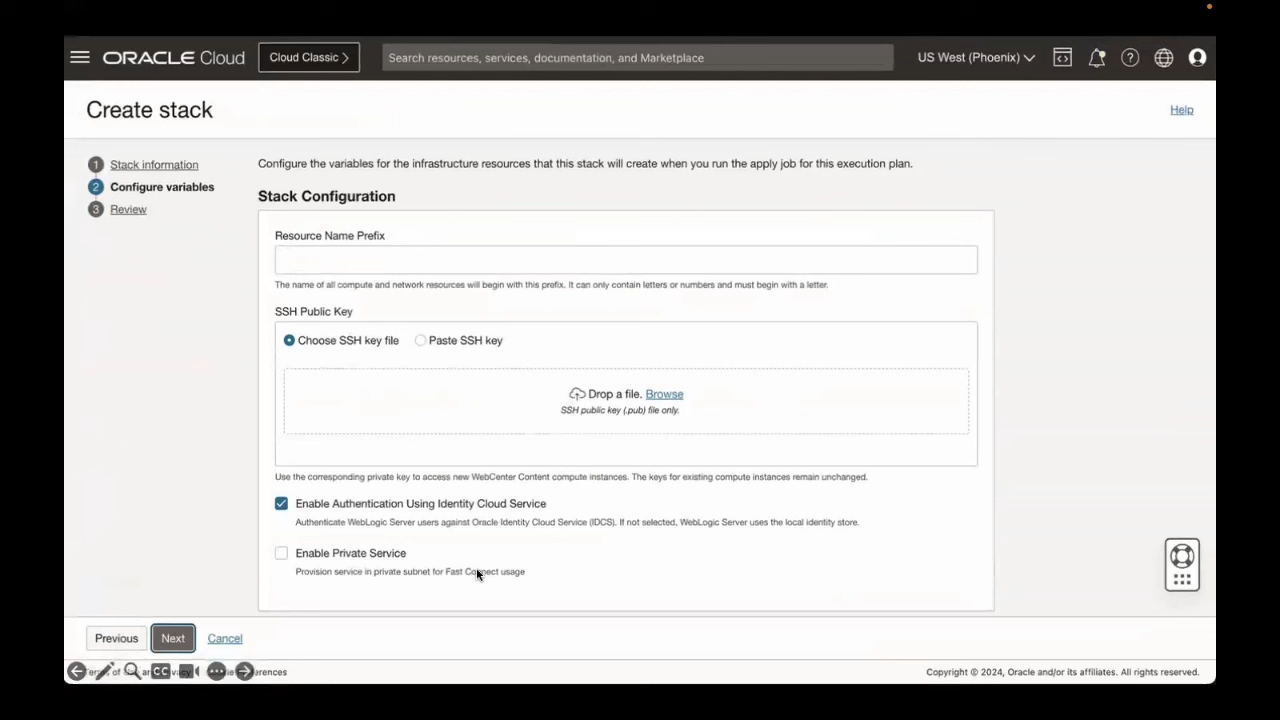 ORACLE Cloud
Cloud Classic
Search resources, services, documentation, and Marketplace
US West (Phoenix)
Create stack
Help
1 Stack information
2 Configure variables
3 Review
Configure the variables for the infrastructure resources that this stack will create when you run the apply job for this execution plan.
Stack Configuration
Resource Name Prefix
The name of all compute and network resources will begin with this prefix. It can only contain letters or numbers and must begin with a letter.
SSH Public Key
Choose SSH key file
Paste SSH key
Drop a file. Browse
SSH public key (.pub) file only.
Use the corresponding private key to access new WebCenter Content compute instances. The keys for existing compute instances remain unchanged.
Enable Authentication Using Identity Cloud Service
Authenticate WebLogic Server users against Oracle Identity Cloud Service (IDCS). If not selected, WebLogic Server uses the local identity store.
Enable Private Service
Provision service in private subnet for Fast Connect usage
Previous
Next
Cancel
CC
Copyright © 2024, Oracle and/or its affiliates. All rights reserved.